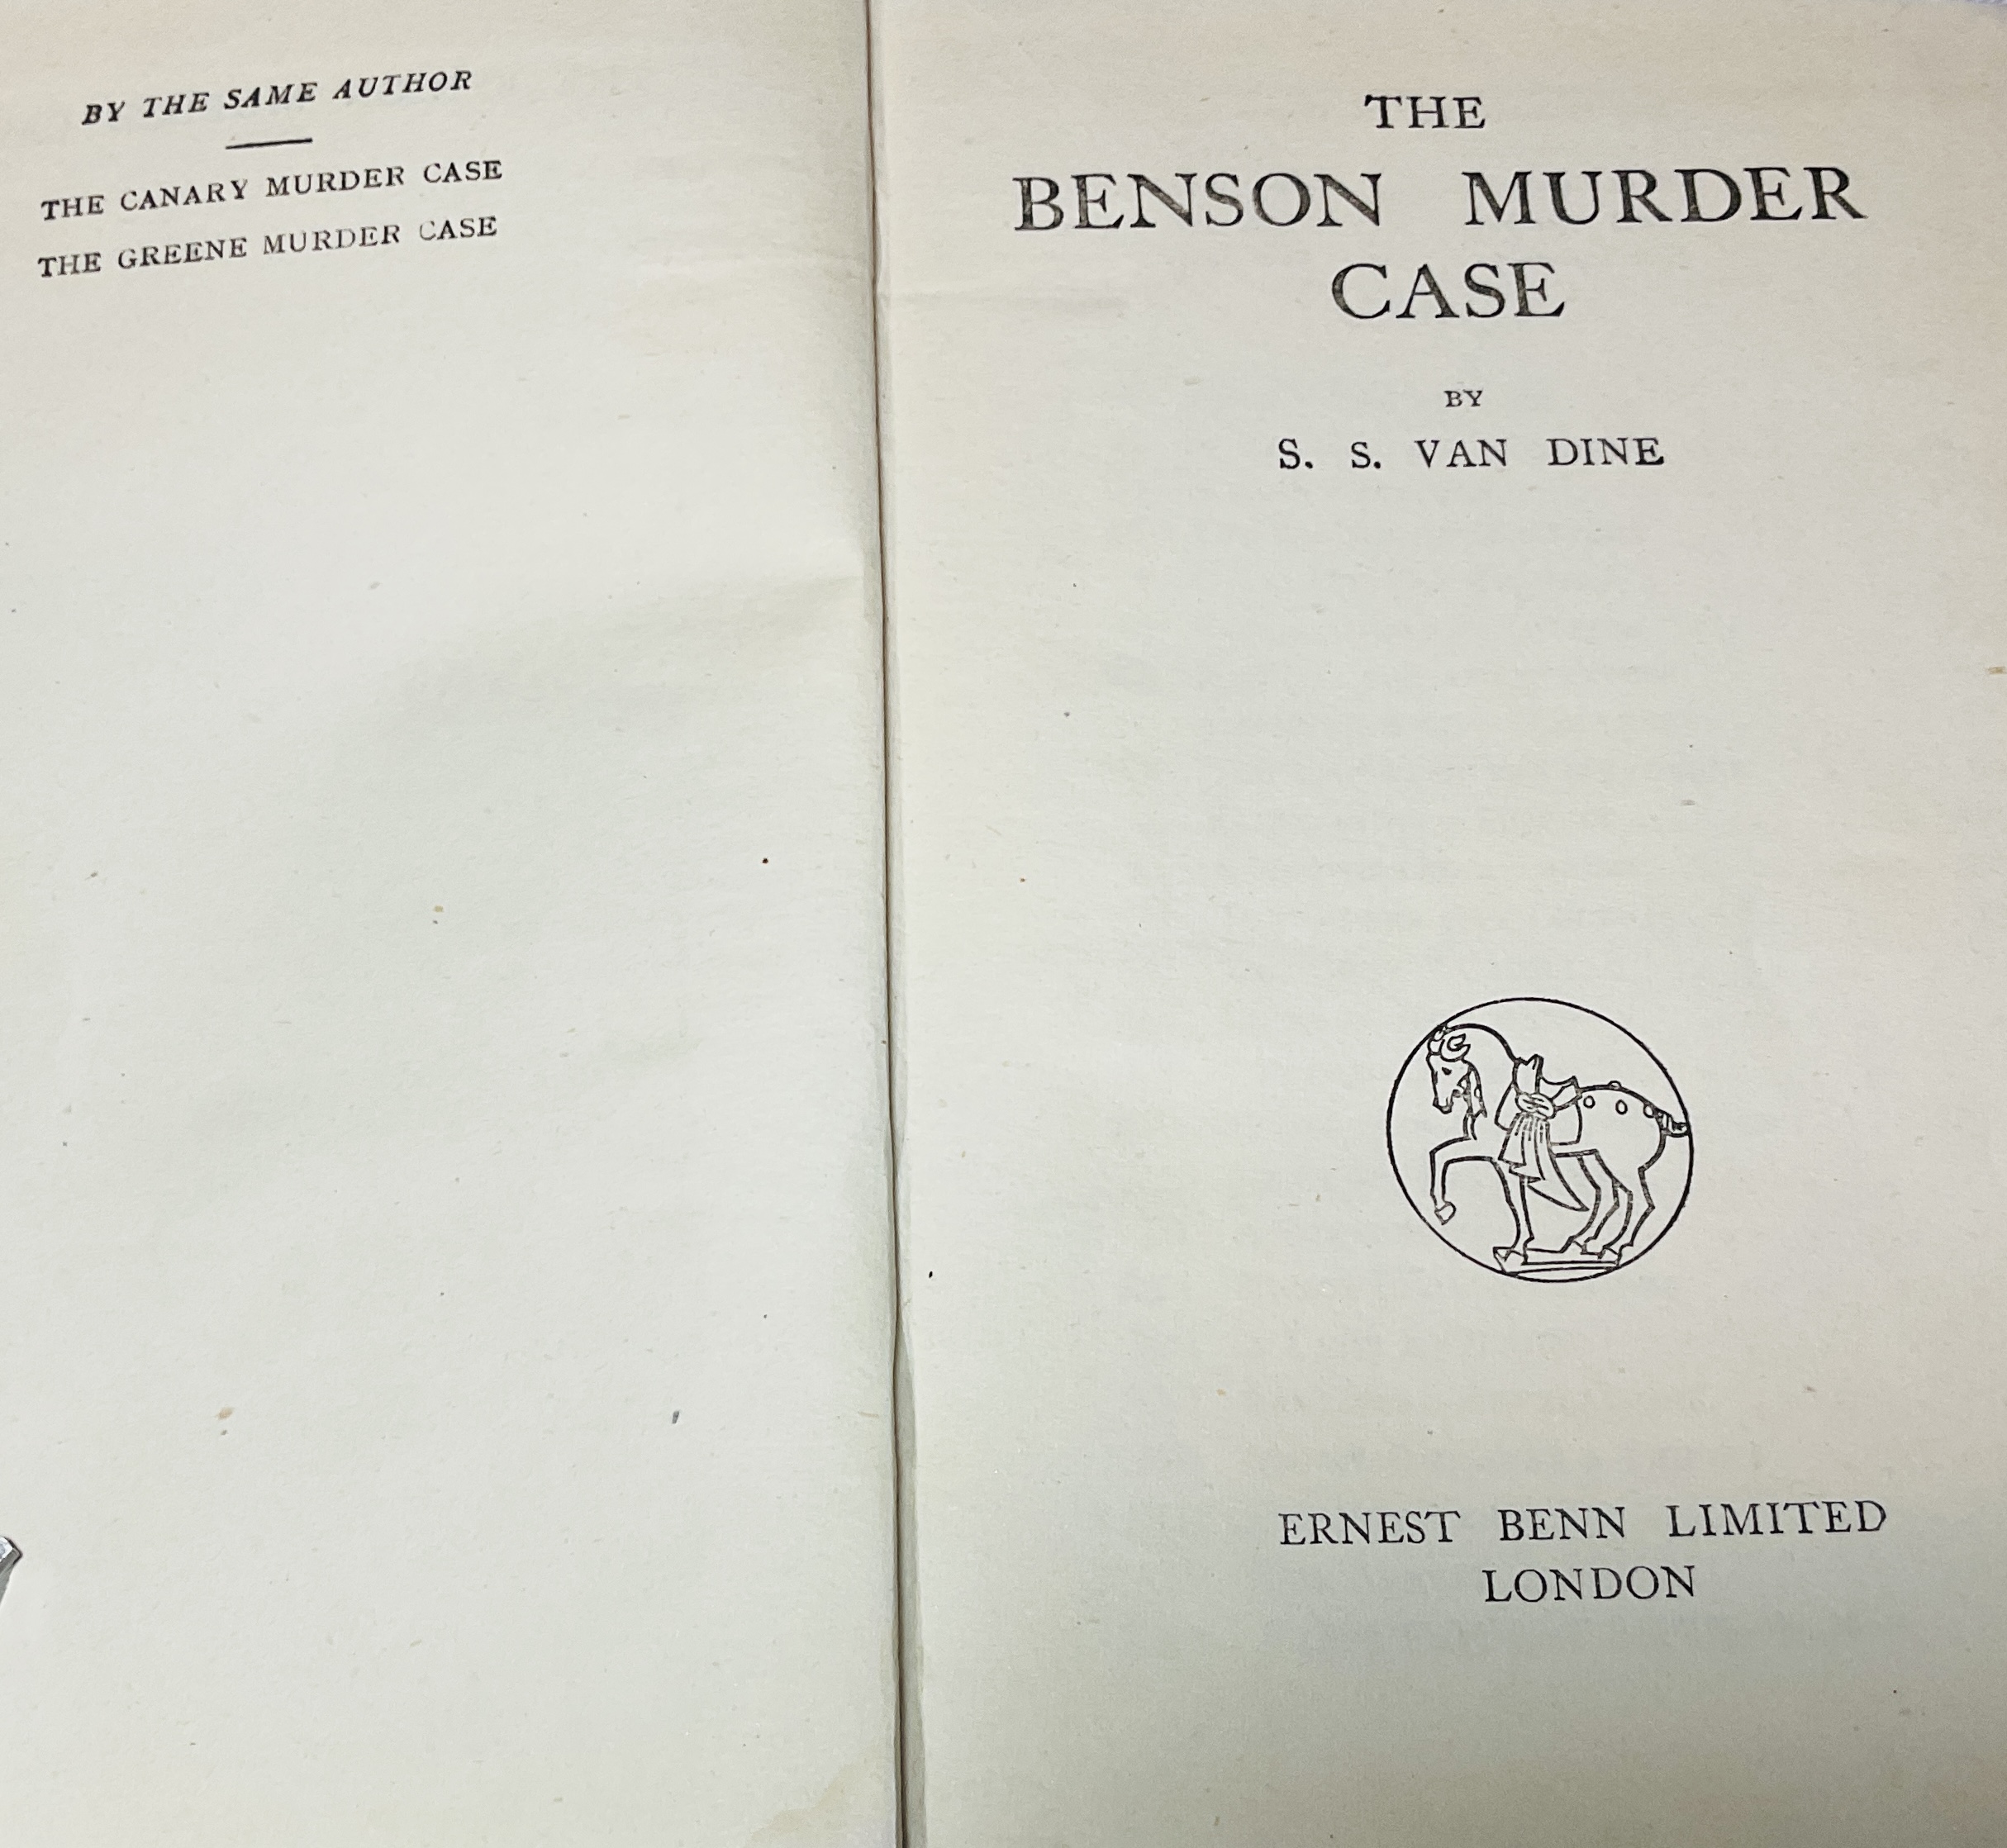 BY THE SAME AUTHOR
THE CANARY MURDER CASE
THE GREENE MURDER CASE
THE
BENSON MURDER
CASE
BY
S. S. VAN DINE
ERNEST BENN LIMITED
LONDON